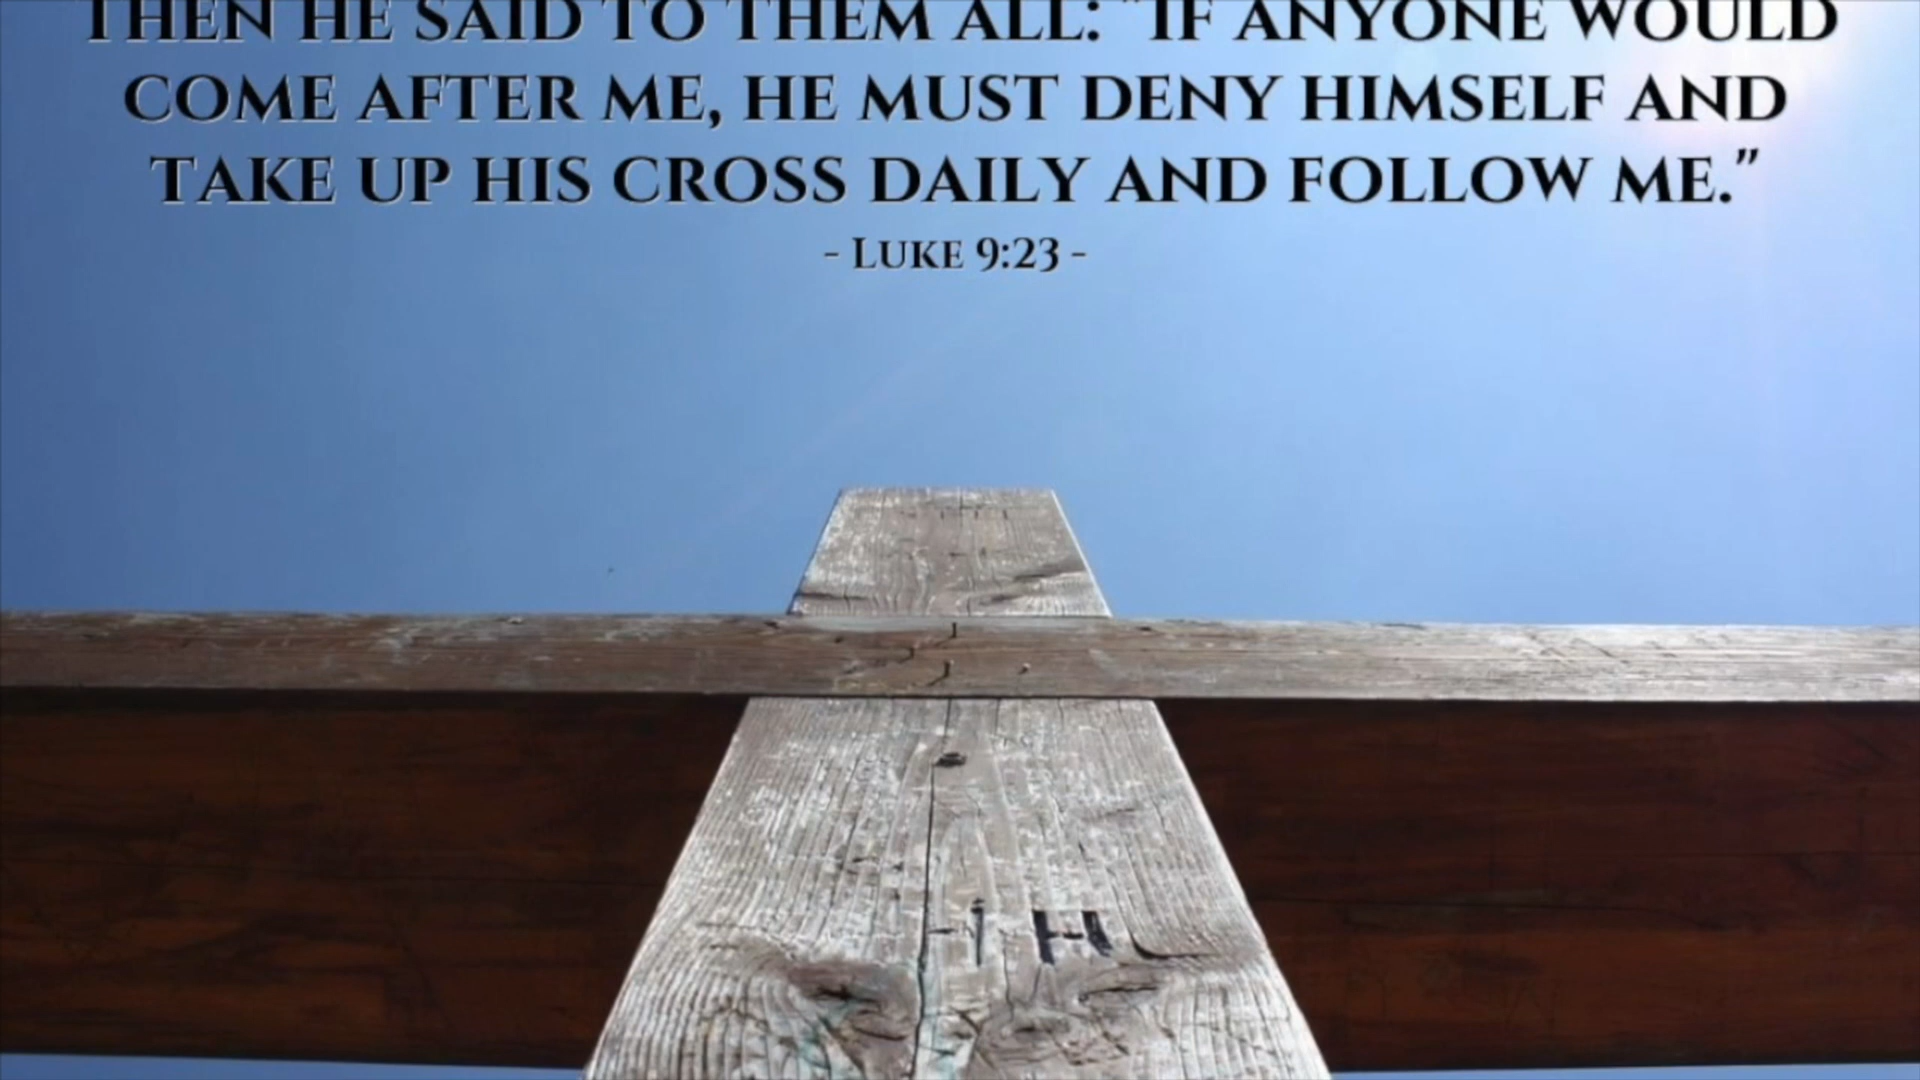 THEN HE SAID TO THEM ALL: "IF ANYONE WOULD
COME AFTER ME, HE MUST DENY HIMSELF AND
TAKE UP HIS CROSS DAILY AND FOLLOW ME."
- LUKE 9:23 -
H